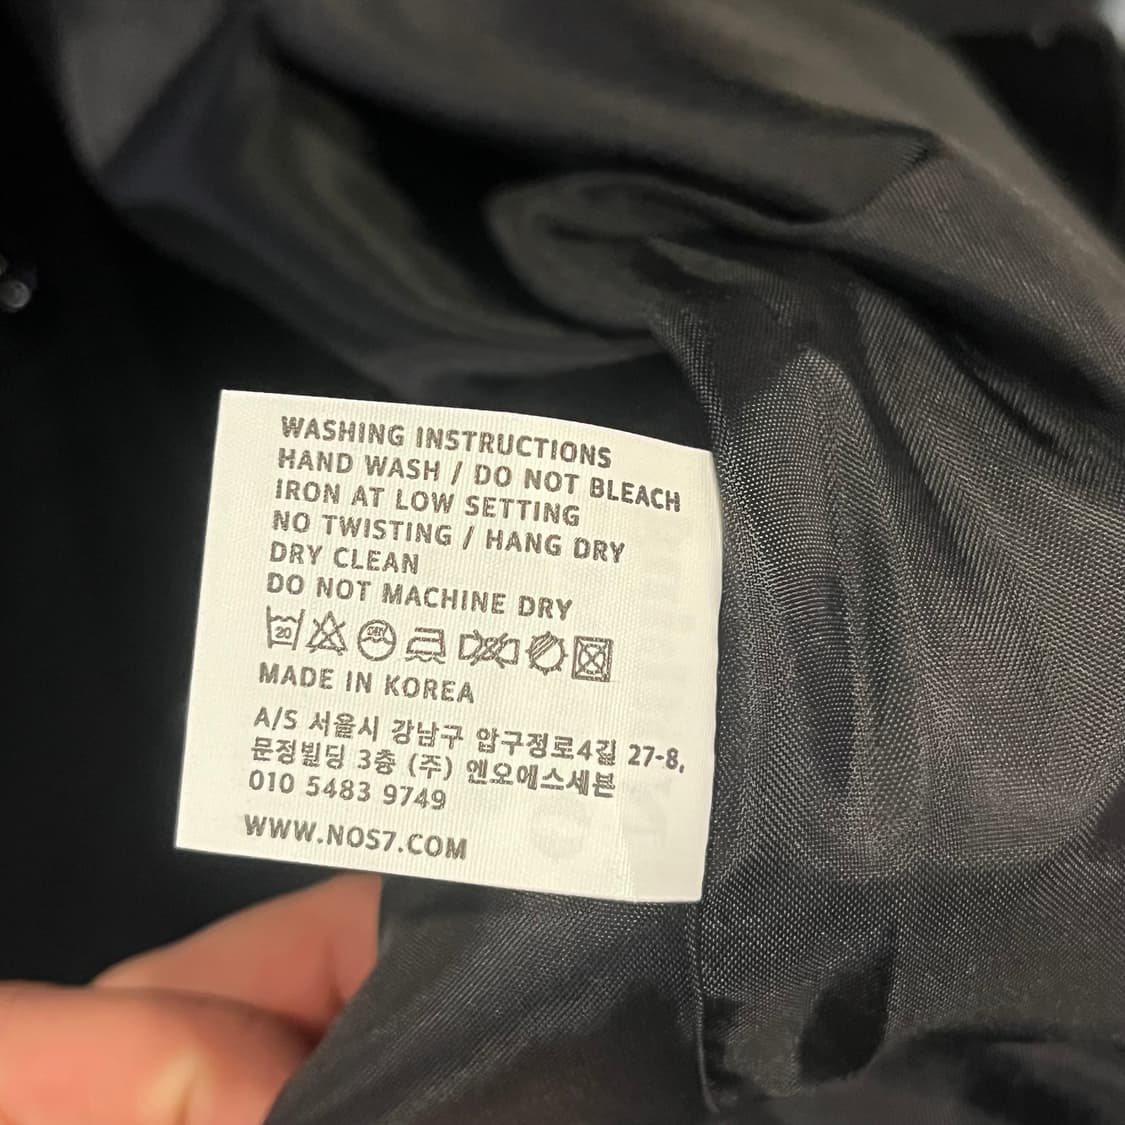 WASHING INSTRUCTIONS
HAND WASH / DO NOT BLEACH
IRON AT LOW SETTING
NO TWISTING / HANG DRY
DRY CLEAN
DO NOT MACHINE DRY
20 DRY
MADE IN KOREA
A/S 서울시 강남구 압구정로4길 27-8,
문정빌딩 3층 (주) 엔오에스세븐
010 5483 9749
WWW.NOS7.COM